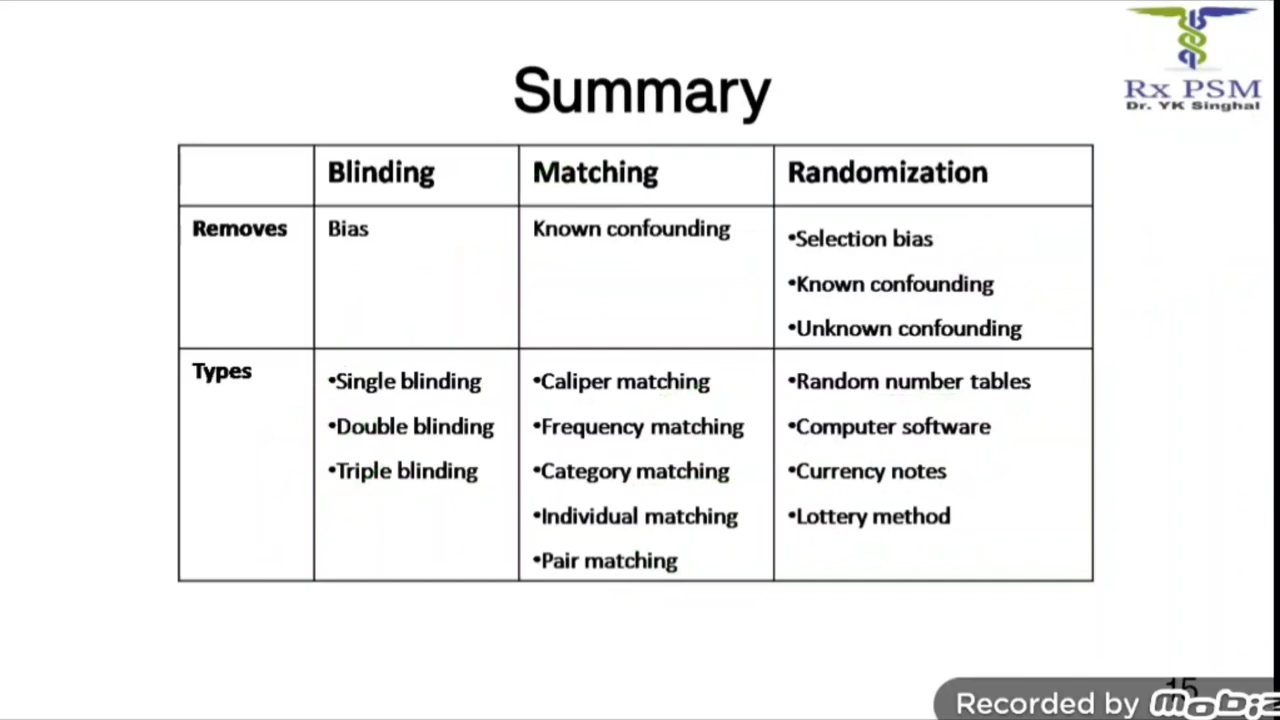 Rx PSM
Dr. YK Singhal
Summary
Blinding Matching Randomization
Removes Bias Known confounding •Selection bias
•Known confounding
•Unknown confounding
Types •Single blinding •Caliper matching •Random number tables
•Double blinding •Frequency matching •Computer software
•Triple blinding •Category matching •Currency notes
•Individual matching •Lottery method
•Pair matching
15
Recorded by